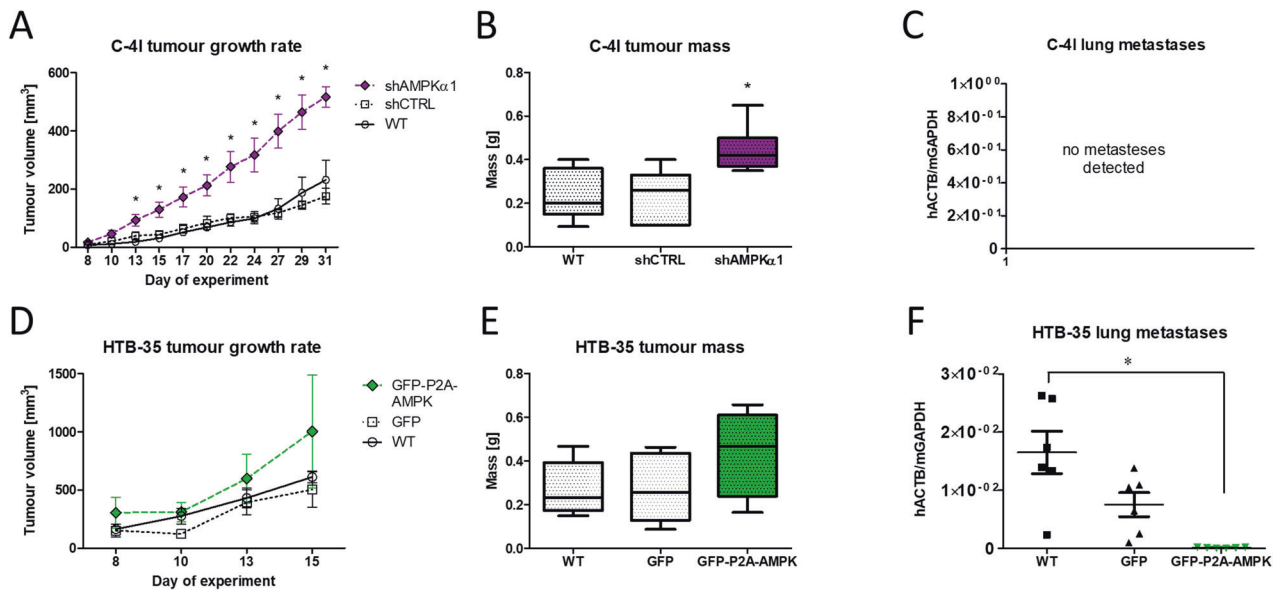 A
C-4I tumour growth rate
Tumour volume [mm³]
600
400
200
0
8 10 13 15 17 20 22 24 27 29 31
Day of experiment
* * * * * * * * *
shAMPKα1
shCTRL
WT
B
C-4I tumour mass
Mass [g]
0.8
0.6
0.4
0.2
0.0
*
WT shCTRL shAMPKα1
C
C-4I lung metastases
hACTB/mGAPDH
1×10⁰⁰
8×10⁻⁰¹
6×10⁻⁰¹
4×10⁻⁰¹
2×10⁻⁰¹
0
1
no metasteses
detected
D
HTB-35 tumour growth rate
Tumour volume [mm³]
1500
1000
500
0
8 10 13 15
Day of experiment
GFP-P2A-
AMPK
GFP
WT
E
HTB-35 tumour mass
Mass [g]
0.8
0.6
0.4
0.2
0.0
WT GFP GFP-P2A-AMPK
F
HTB-35 lung metastases
hACTB/mGAPDH
3×10⁻⁰²
2×10⁻⁰²
1×10⁻⁰²
0
*
WT GFP GFP-P2A-AMPK